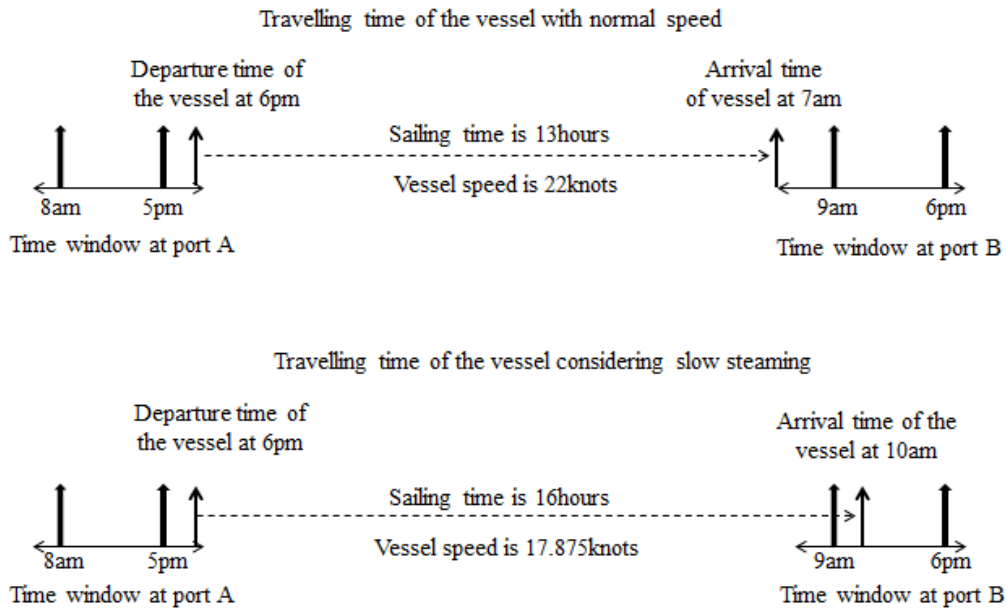 Travelling time of the vessel with normal speed
Departure time of
the vessel at 6pm
Arrival time
of vessel at 7am
Sailing time is 13hours
Vessel speed is 22knots
8am
5pm
9am
6pm
Time window at port A
Time window at port B
Travelling time of the vessel considering slow steaming
Departure time of
the vessel at 6pm
Arrival time of the
vessel at 10am
Sailing time is 16hours
Vessel speed is 17.875knots
8am
5pm
9am
6pm
Time window at port A
Time window at port B